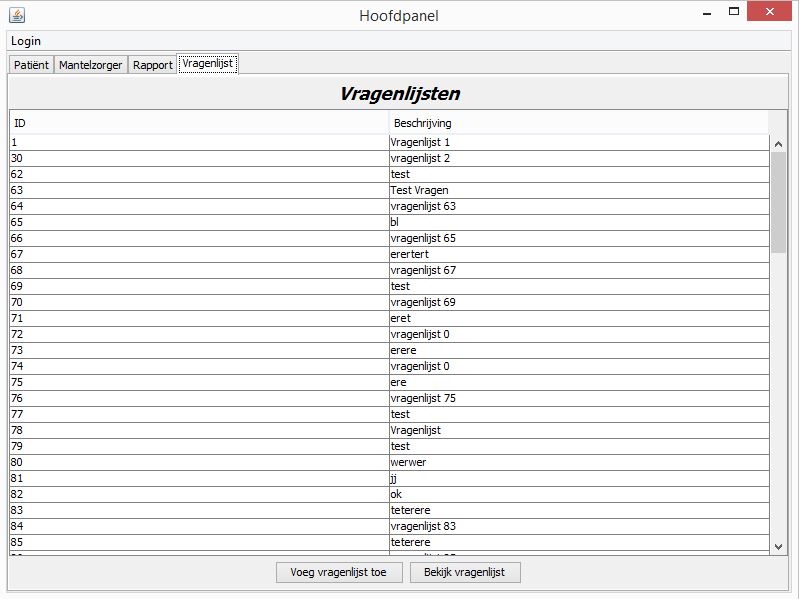 Hoofdpanel
Login
Patiënt Mantelzorger Rapport Vragenlijst
Vragenlijsten
ID Beschrijving
1 Vragenlijst 1
30 vragenlijst 2
62 test
63 Test Vragen
64 vragenlijst 63
65 bl
66 vragenlijst 65
67 erertert
68 vragenlijst 67
69 test
70 vragenlijst 69
71 eret
72 vragenlijst 0
73 erere
74 vragenlijst 0
75 ere
76 vragenlijst 75
77 test
78 Vragenlijst
79 test
80 werwer
81 jj
82 ok
83 teterere
84 vragenlijst 83
85 teterere
Voeg vragenlijst toe Bekijk vragenlijst